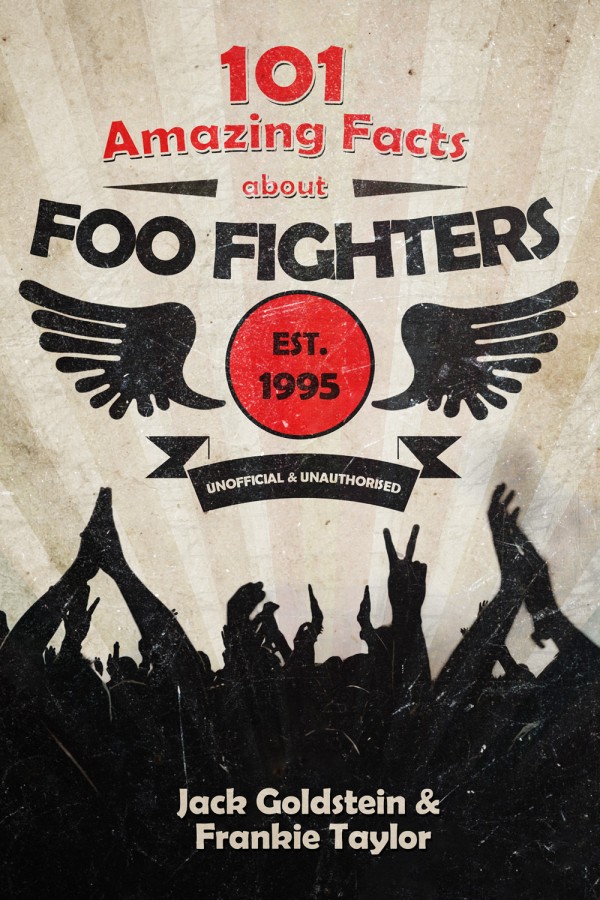 101
Amazing Facts
about
FOO FIGHTERS
EST.
1995
UNOFFICIAL & UNAUTHORISED
Jack Goldstein &
Frankie Taylor